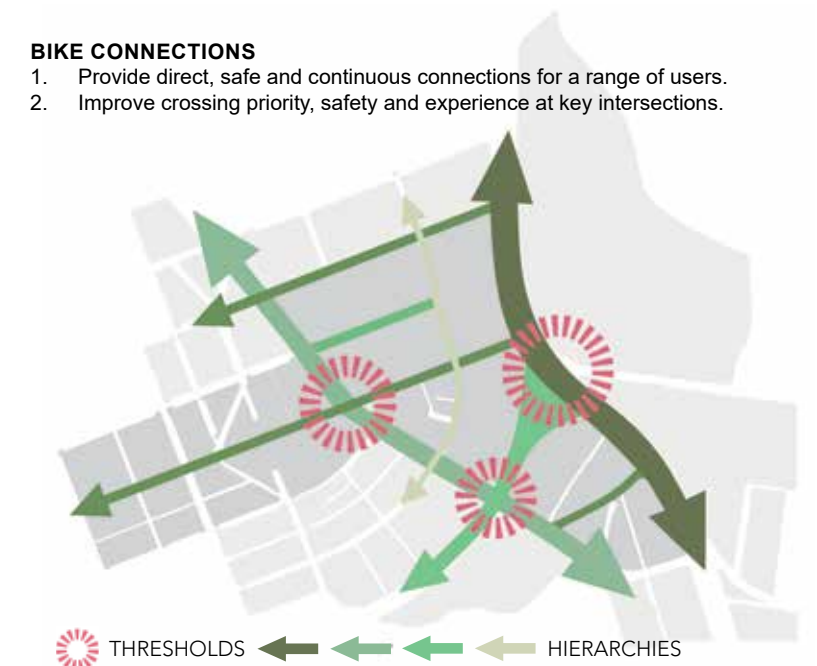 BIKE CONNECTIONS
1. Provide direct, safe and continuous connections for a range of users.
2. Improve crossing priority, safety and experience at key intersections.
THRESHOLDS HIERARCHIES